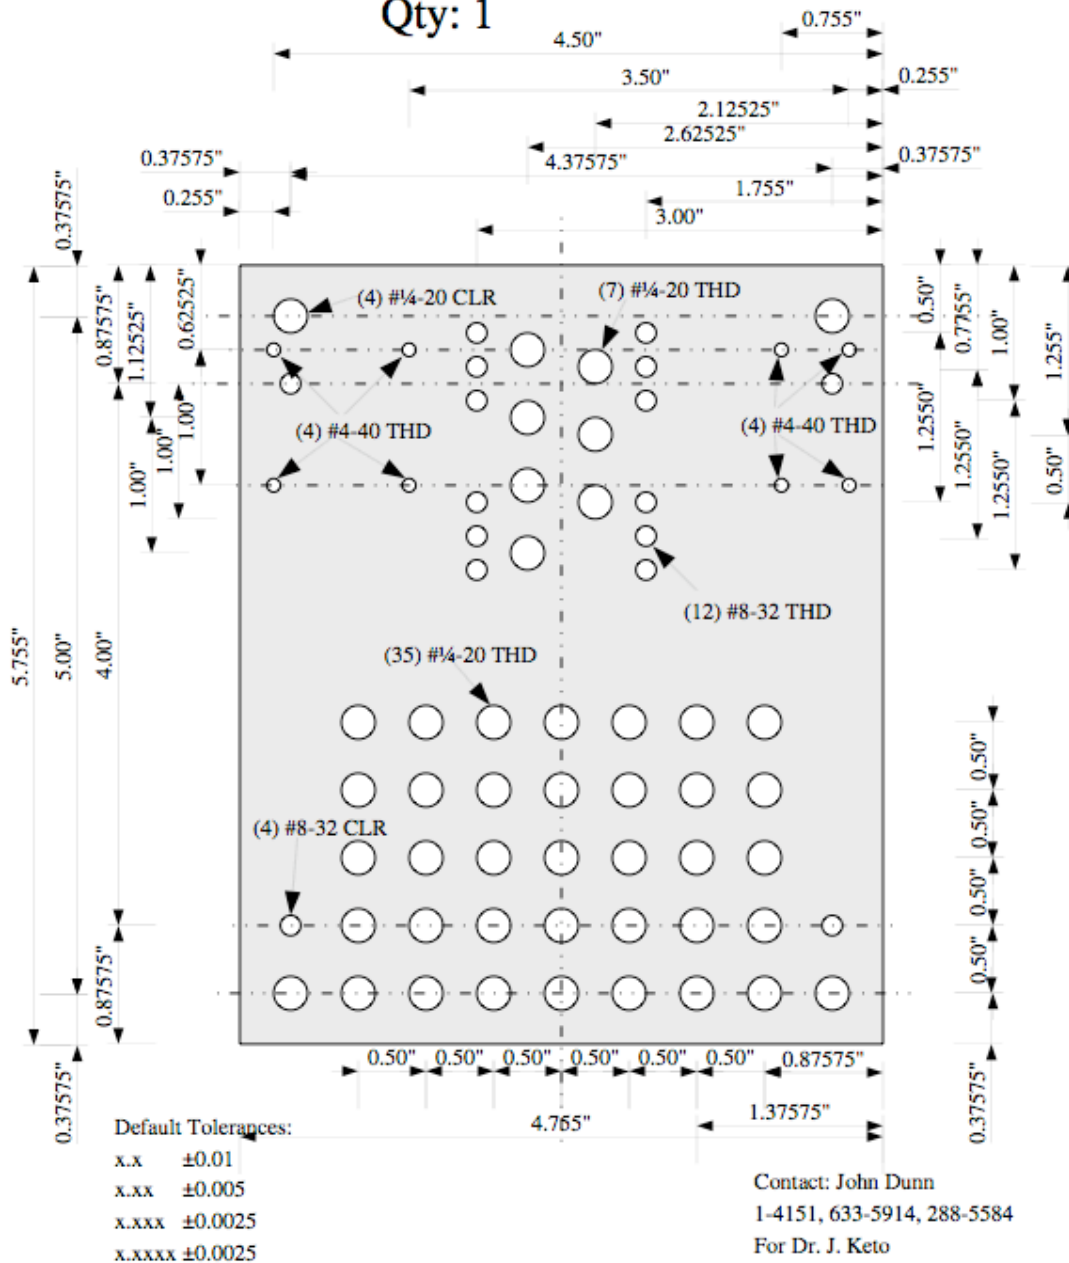 Qty: 1
0.755"
4.50"
3.50"
0.255"
2.12525"
2.62525"
0.37575"
4.37575"
0.37575"
0.255"
1.755"
3.00"
0.37575"
0.87575"
1.12525"
0.62525"
(4) #¼-20 CLR
(7) #¼-20 THD
0.50"
0.7755"
1.00"
1.255"
1.00"
1.00"
1.00
(4) #4-40 THD
(4) #4-40 THD
1.2550"
1.2550"
1.2550"
0.50"
(12) #8-32 THD
5.755"
5.00"
4.00"
(35) #¼-20 THD
0.50"
0.50"
(4) #8-32 CLR
0.50"
0.50"
0.87575"
0.37575"
0.50" 0.50" 0.50" 0.50" 0.50" 0.50" 0.87575"
0.37575"
4.755"
1.37575"
Default Tolerances:
x.x ±0.01
x.xx ±0.005
x.xxx ±0.0025
x.xxxx ±0.0025
Contact: John Dunn
1-4151, 633-5914, 288-5584
For Dr. J. Keto